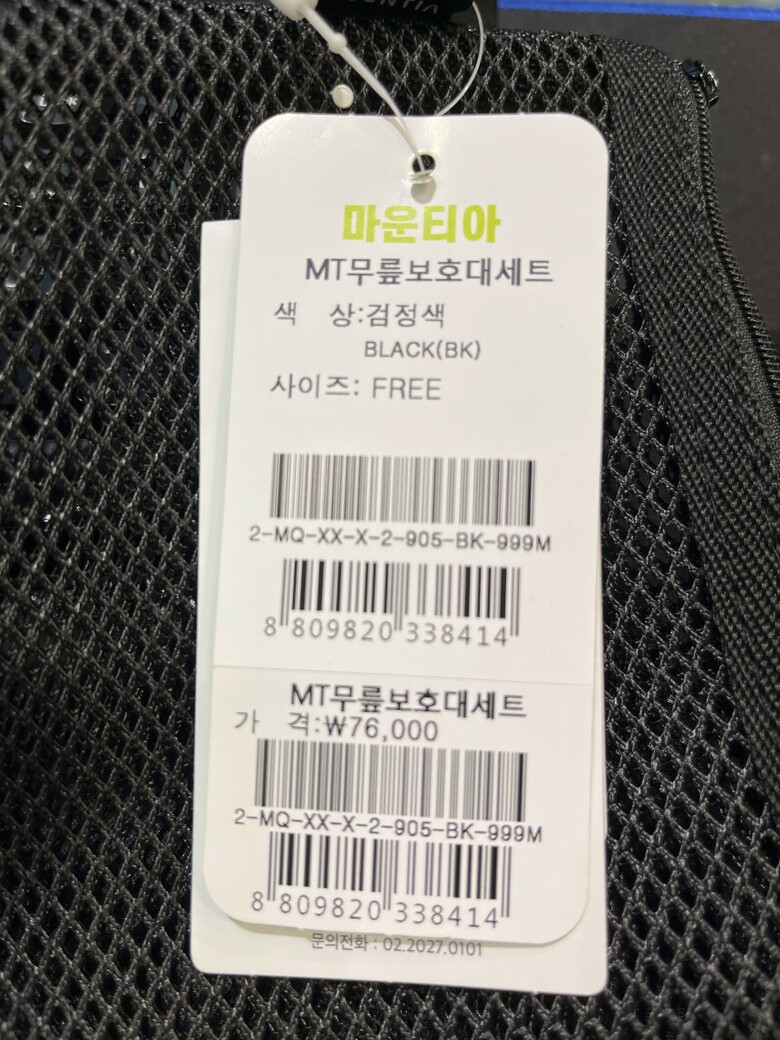 마운티아
MT무릎보호대세트
색 상:검정색
BLACK(BK)
사이즈: FREE
2-MQ-XX-X-2-905-BK-999M
8 809820 338414
MT무릎보호대세트
가 격:₩76,000
2-MQ-XX-X-2-905-BK-999M
8 809820 338414
문의전화 : 02.2027.0101